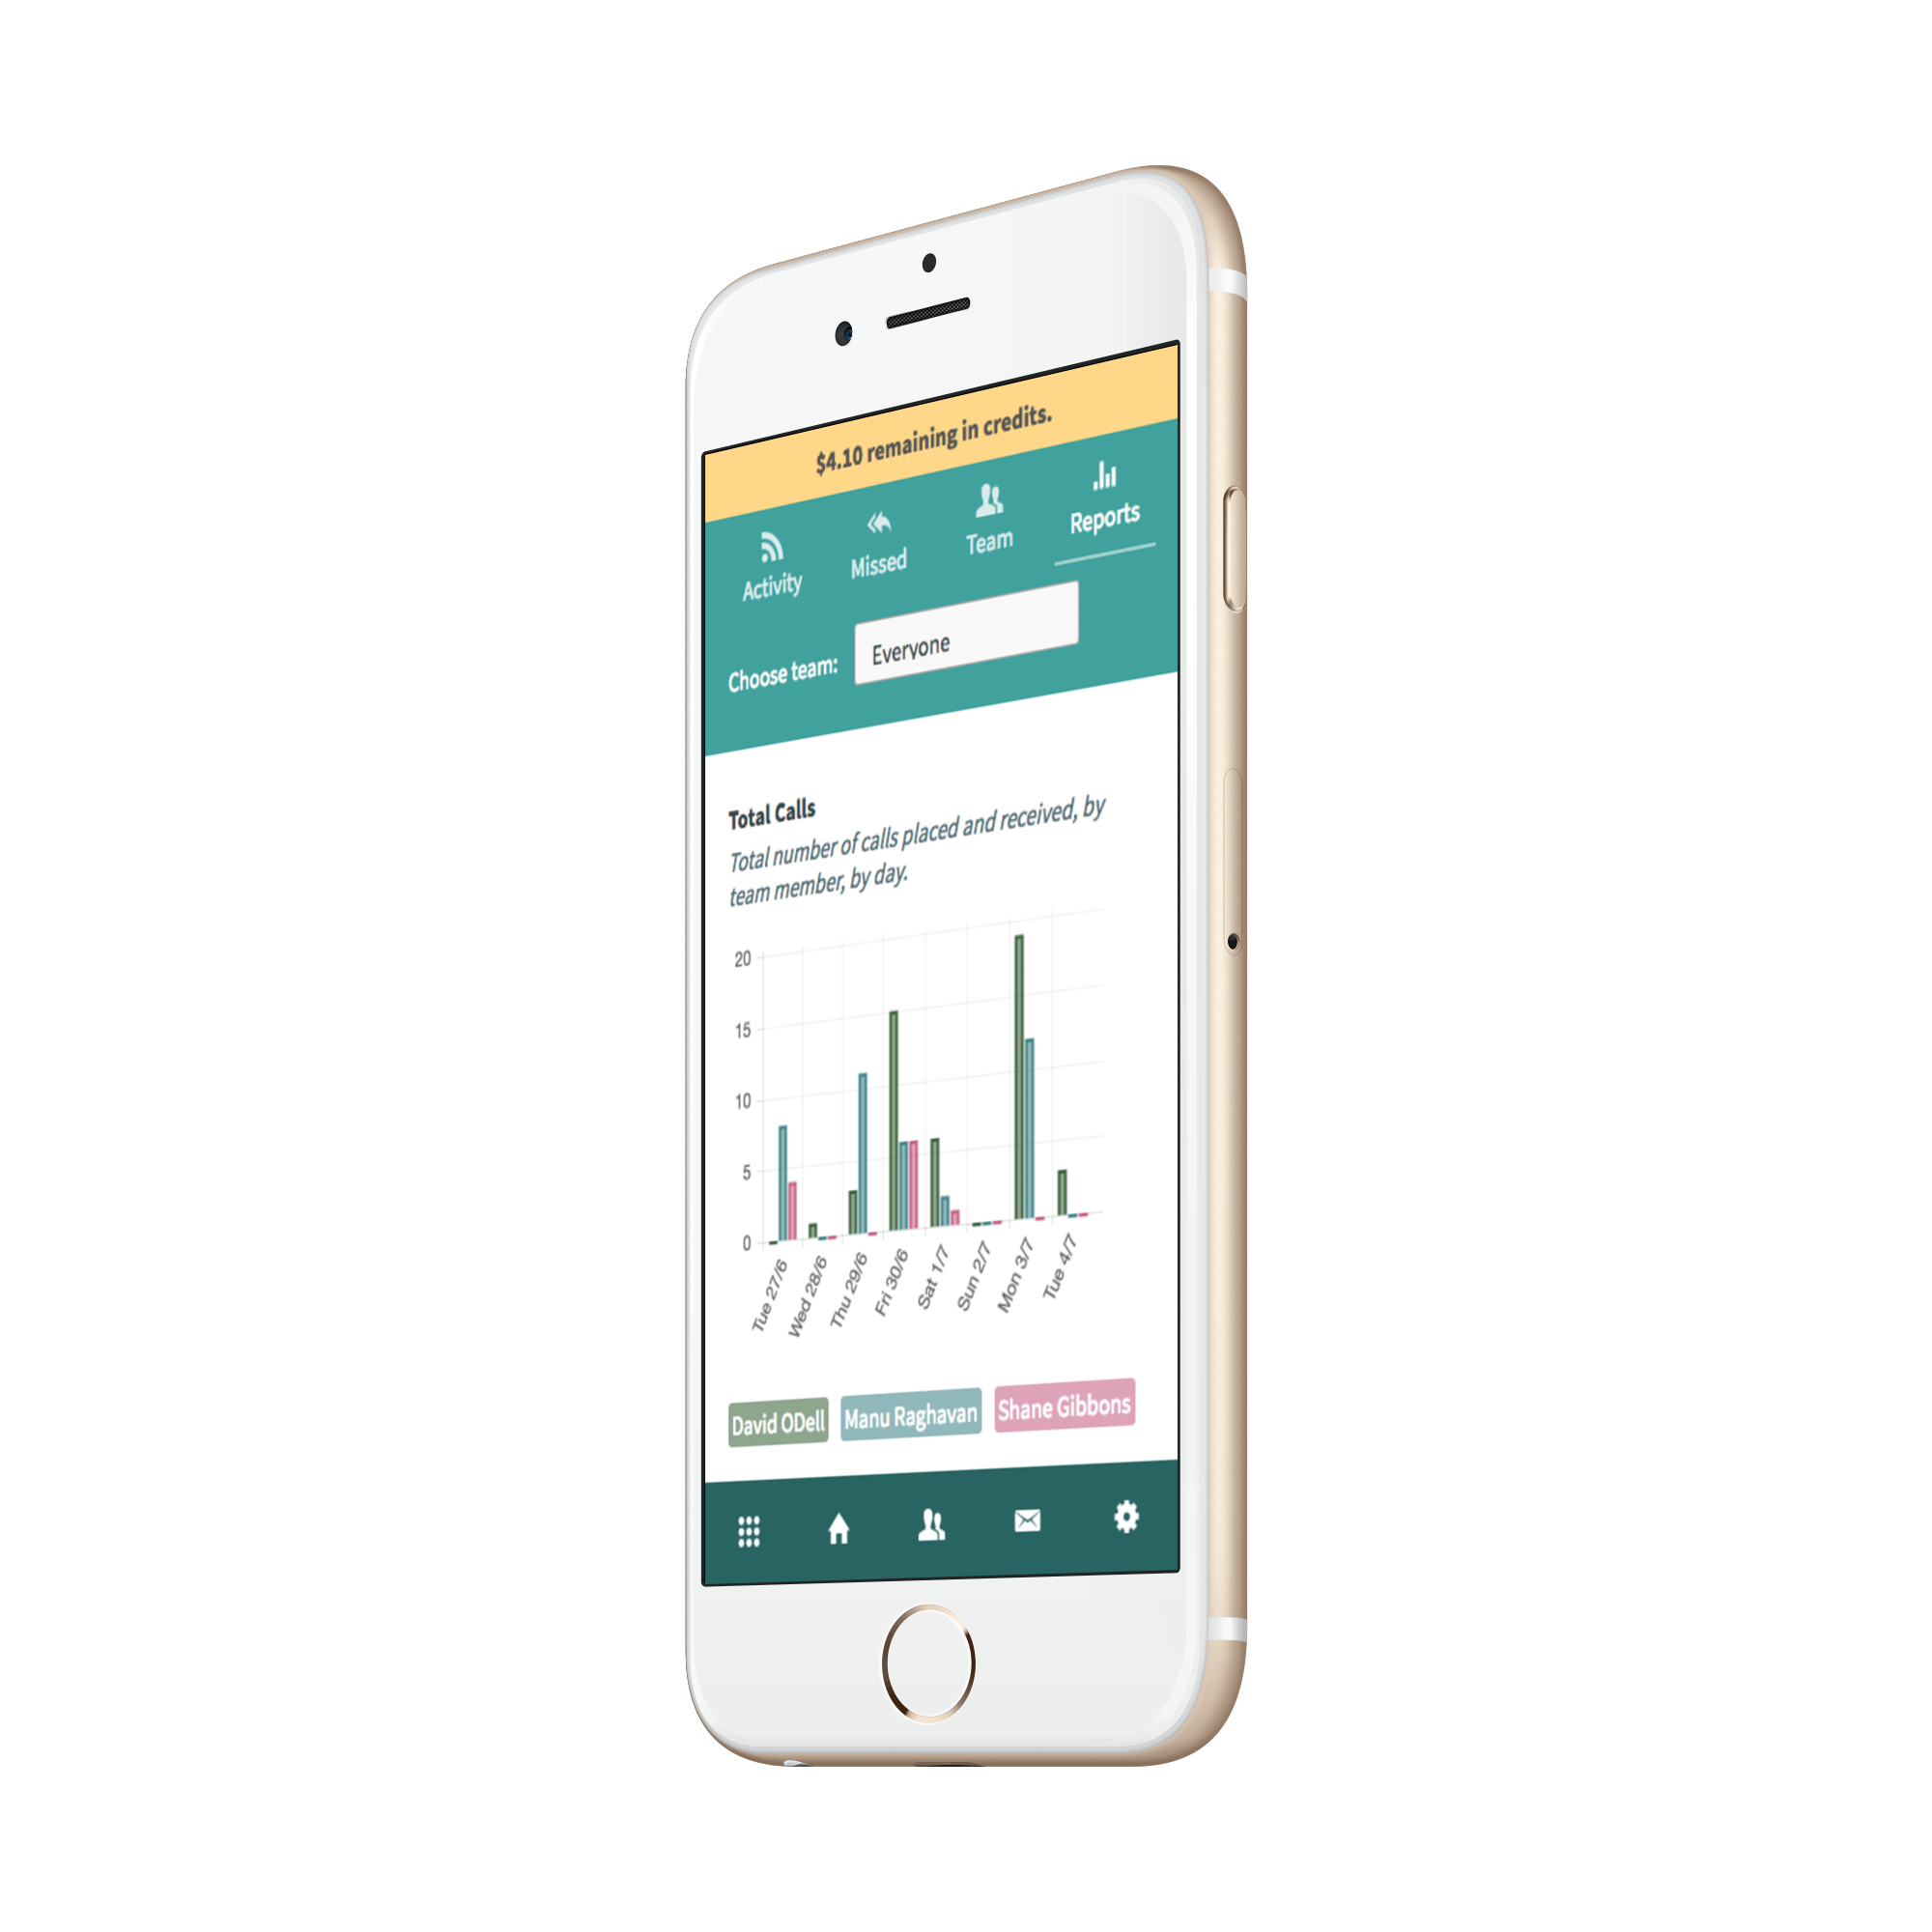 $4.10 remaining in credits.
Activity Missed Team Reports
Choose team: Everyone
Total Calls
Total number of calls placed and received, by
team member, by day.
20
15
10
5
0
Tue 27/6 Wed 28/6 Thu 29/6 Fri 30/6 Sat 1/7 Sun 2/7 Mon 3/7 Tue 4/7
David ODell Manu Raghavan Shane Gibbons